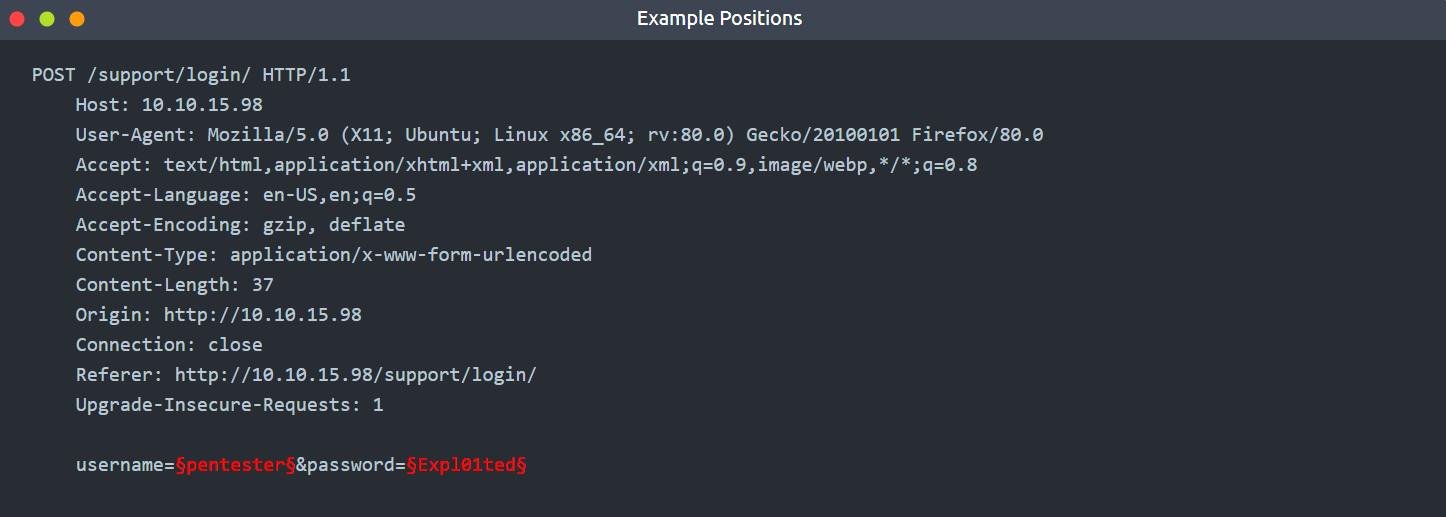 Example Positions
POST /support/login/ HTTP/1.1
Host: 10.10.15.98
User-Agent: Mozilla/5.0 (X11; Ubuntu; Linux x86_64; rv:80.0) Gecko/20100101 Firefox/80.0
Accept: text/html,application/xhtml+xml,application/xml;q=0.9,image/webp,*/*;q=0.8
Accept-Language: en-US,en;q=0.5
Accept-Encoding: gzip, deflate
Content-Type: application/x-www-form-urlencoded
Content-Length: 37
Origin: http://10.10.15.98
Connection: close
Referer: http://10.10.15.98/support/login/
Upgrade-Insecure-Requests: 1
username=§pentester§&password=§Expl01ted§